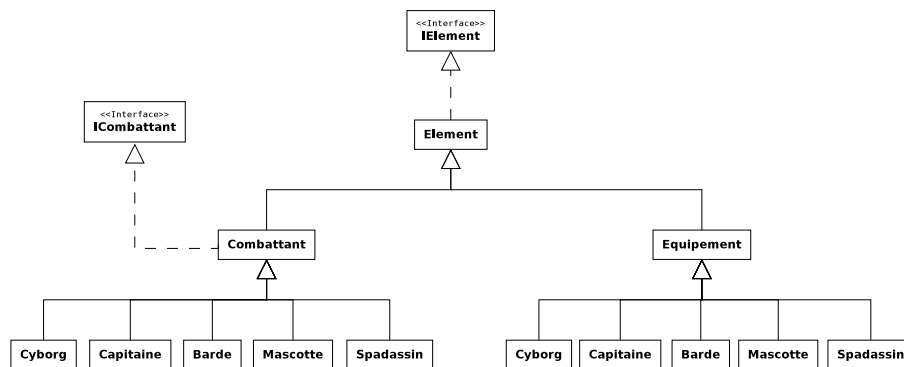 <<Interface>>
IElement
<<Interface>>
ICombattant
Element
Combattant
Equipement
Cyborg
Capitaine
Barde
Mascotte
Spadassin
Cyborg
Capitaine
Barde
Mascotte
Spadassin